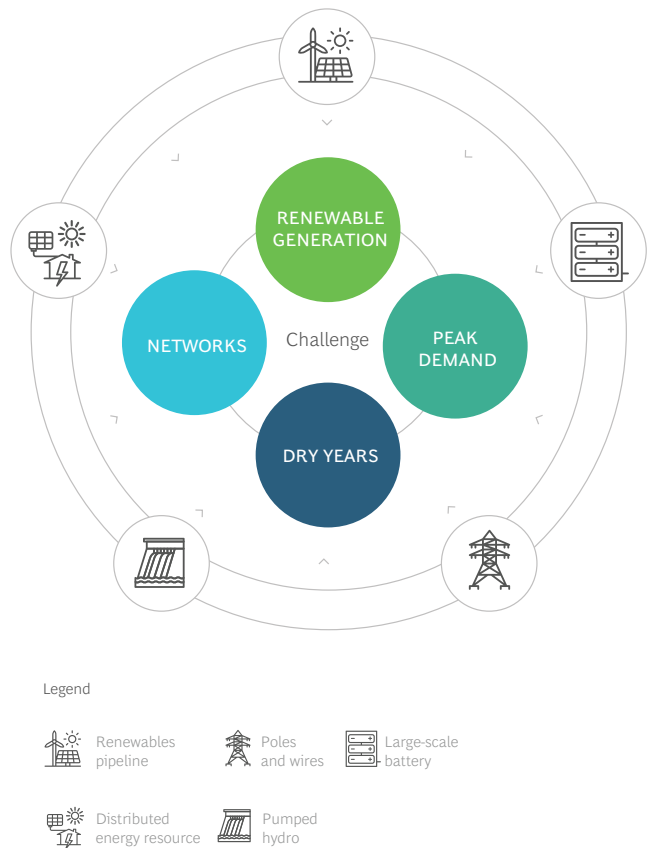 RENEWABLE
GENERATION
NETWORKS
Challenge
PEAK
DEMAND
DRY YEARS
Legend
Renewables
pipeline
Poles
and wires
Large-scale
battery
Distributed
energy resource
Pumped
hydro